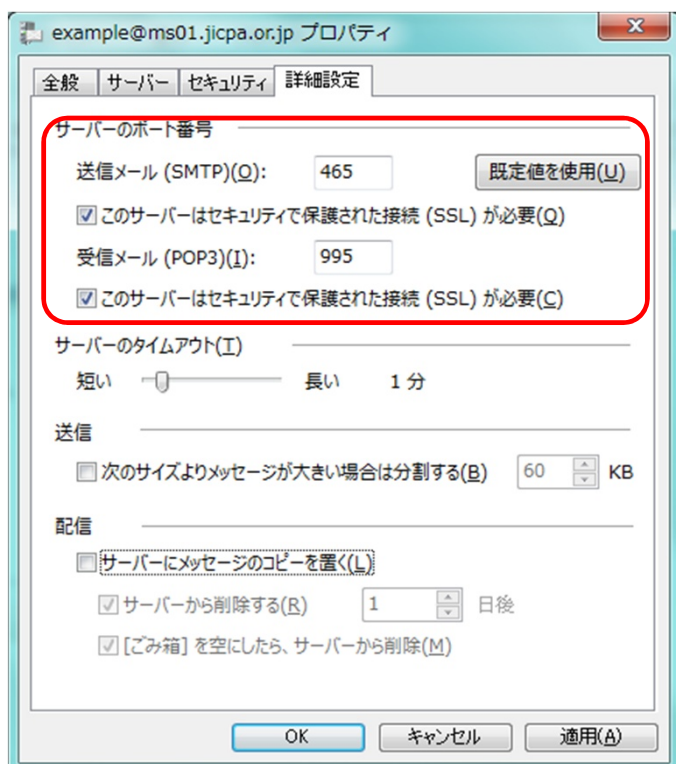 example@ms01.jicpa.or.jp プロパティ
全般 サーバー セキュリティ 詳細設定
サーバーのポート番号
送信メール (SMTP)(O): 465 既定値を使用(U)
このサーバーはセキュリティで保護された接続 (SSL) が必要(Q)
受信メール (POP3)(I): 995
このサーバーはセキュリティで保護された接続 (SSL) が必要(C)
サーバーのタイムアウト(T)
短い 長い 1 分
送信
次のサイズよりメッセージが大きい場合は分割する(B) 60 KB
配信
サーバーにメッセージのコピーを置く(L)
サーバーから削除する(R) 1 日後
[ごみ箱] を空にしたら、サーバーから削除(M)
OK キャンセル 適用(A)